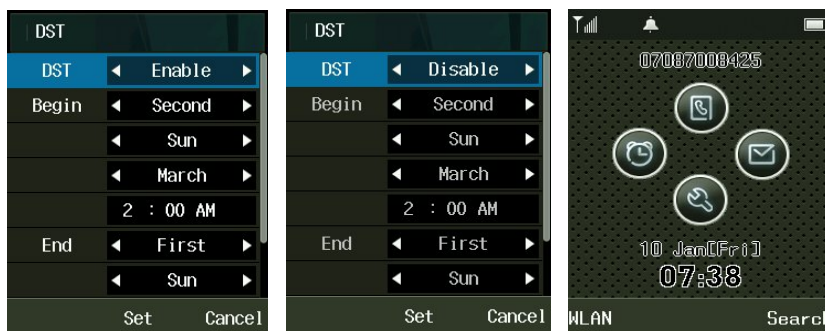 DST
DST Enable
Begin Second
Sun
March
2 : 00 AM
End First
Sun
Set Cancel
DST
DST Disable
Begin Second
Sun
March
2 : 00 AM
End First
Sun
Set Cancel
07087008425
10 Jan[Fri]
07:38
WLAN Search